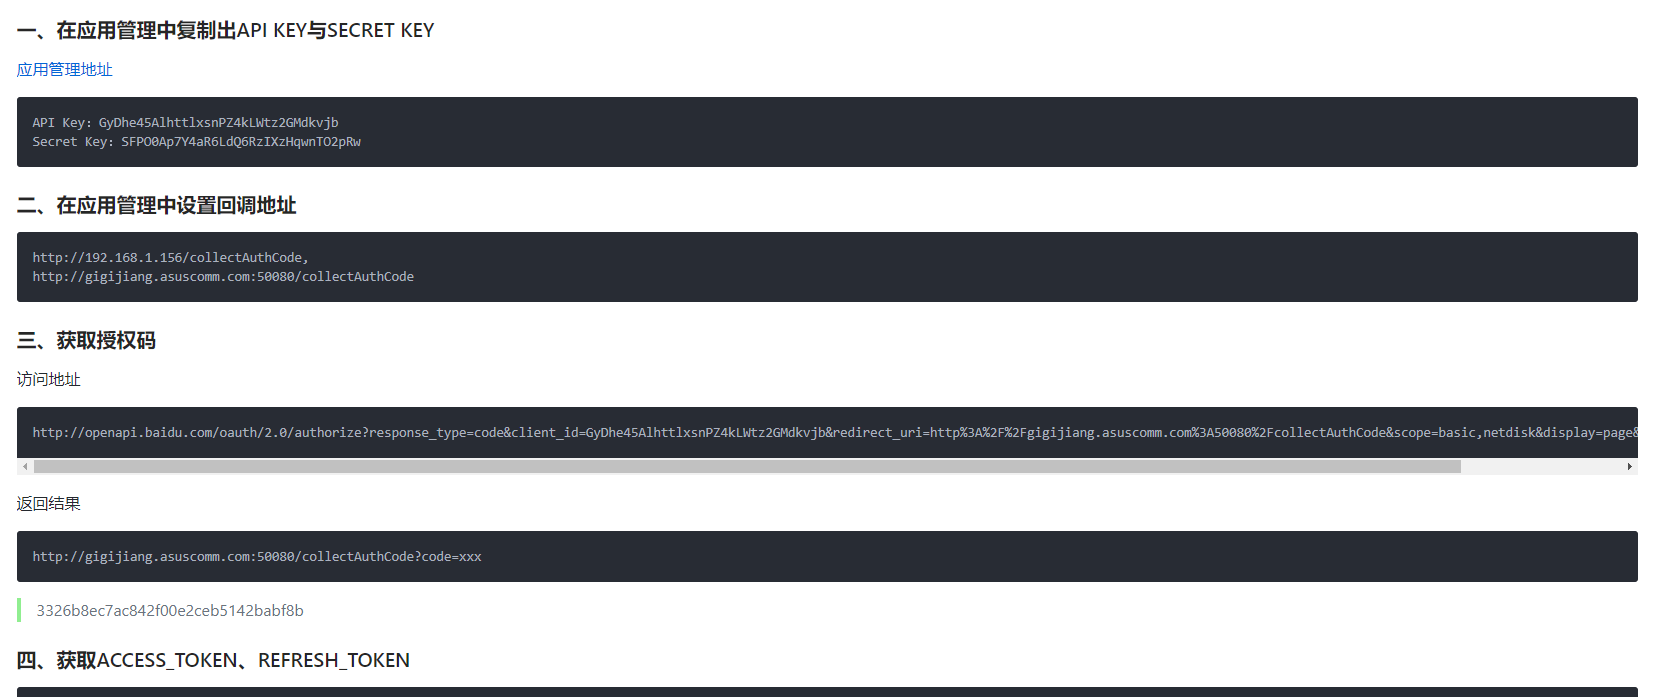 一、在应用管理中复制出API KEY与SECRET KEY
应用管理地址
API Key: GyDhe45AlhttlxsnPZ4kLWtz2GMdkvjb
Secret Key: SFPO0Ap7Y4aR6LdQ6RzIXzHqwnTO2pRw
二、在应用管理中设置回调地址
http://192.168.1.156/collectAuthCode,
http://gigijiang.asuscomm.com:50080/collectAuthCode
三、获取授权码
访问地址
http://openapi.baidu.com/oauth/2.0/authorize?response_type=code&client_id=GyDhe45AlhttlxsnPZ4kLWtz2GMdkvjb&redirect_uri=http%3A%2F%2Fgigijiang.asuscomm.com%3A50080%2FcollectAuthCode&scope=basic,netdisk&display=page&
返回结果
http://gigijiang.asuscomm.com:50080/collectAuthCode?code=xxx
3326b8ec7ac842f00e2ceb5142babf8b
四、获取ACCESS_TOKEN、REFRESH_TOKEN